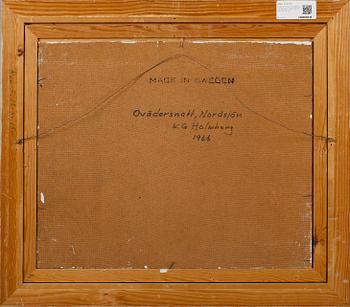 MADE IN SWEDEN
Ovädersnatt, Nordsjön
KG Holmberg
1966